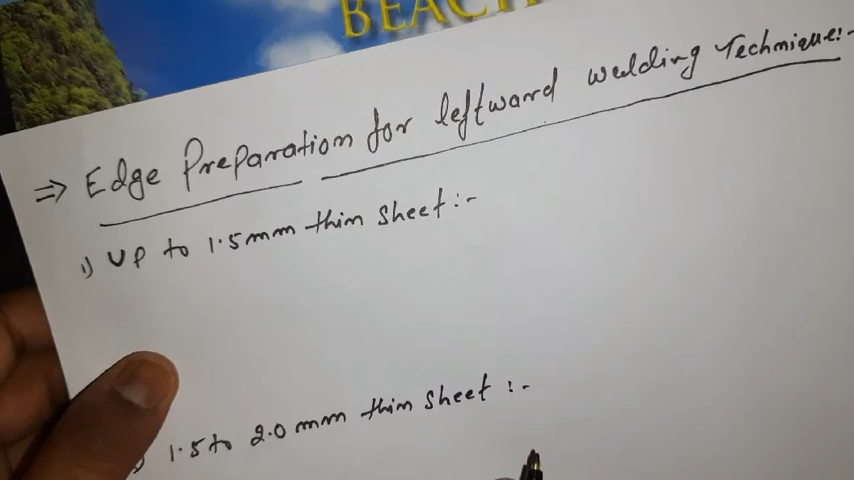 BEACH
⇒ Edge Preparation for leftward welding Technique:-
1) UP to 1.5mm thin sheet:-
) 1.5 to 2.0 mm thin sheet:-